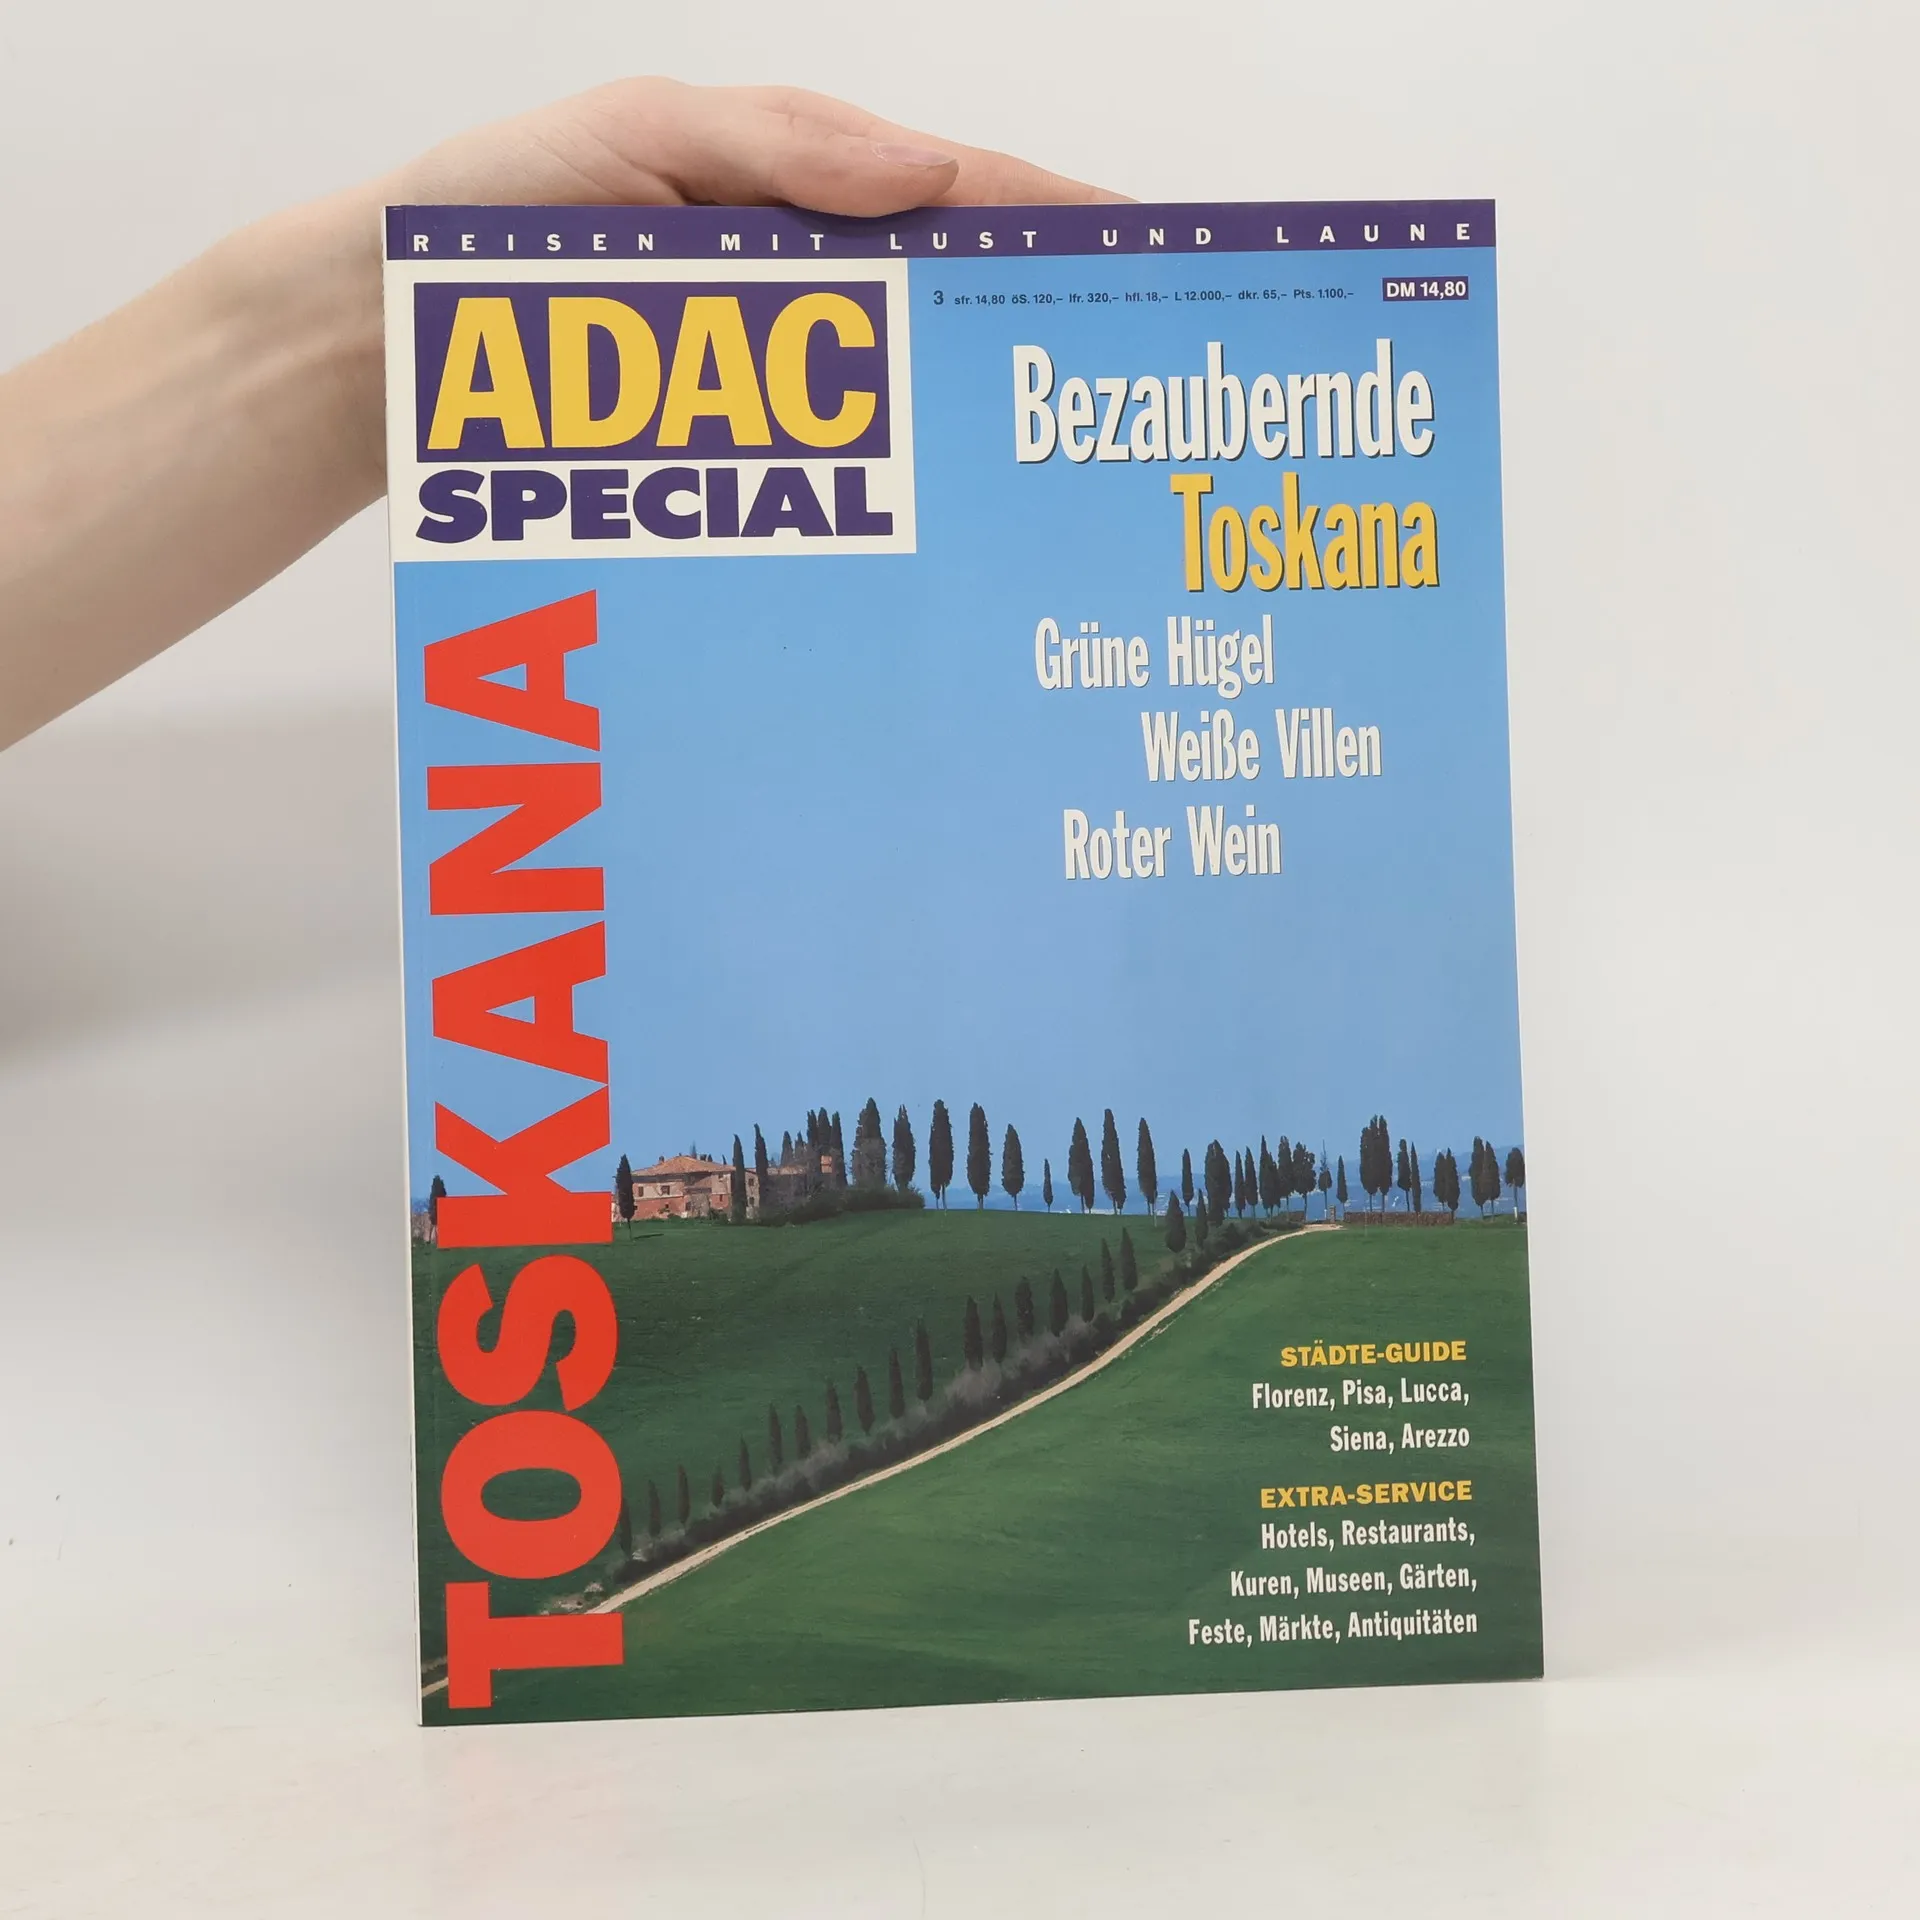 REISEN MIT LUST UND LAUNE
ADAC
SPECIAL
3 sfr. 14,80 öS. 120,– lfr. 320,– hfl. 18,– L 12.000,– dkr. 65,– Pts. 1.100,– DM 14,80
Bezaubernde
Toskana
Grüne Hügel
Weiße Villen
Roter Wein
TOSKANA
STÄDTE-GUIDE
Florenz, Pisa, Lucca,
Siena, Arezzo
EXTRA-SERVICE
Hotels, Restaurants,
Kuren, Museen, Gärten,
Feste, Märkte, Antiquitäten